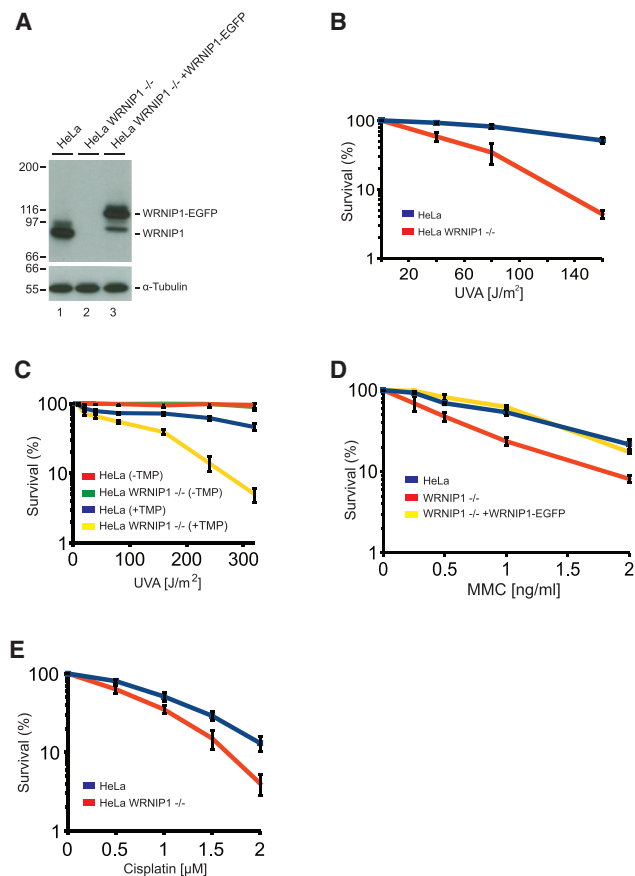 A
HeLa
HeLa WRNIP1 -/-
HeLa WRNIP1 -/- +WRNIP1-EGFP
200
116
97
66
66
55
WRNIP1-EGFP
WRNIP1
α-Tubulin
1 2 3
B
Survival (%)
100
10
1
HeLa
HeLa WRNIP1 -/-
20 60 100 140
UVA [J/m²]
C
Survival (%)
100
10
1
HeLa (-TMP)
HeLa WRNIP1 -/- (-TMP)
HeLa (+TMP)
HeLa WRNIP1 -/- (+TMP)
0 100 200 300
UVA [J/m²]
D
Survival (%)
100
10
1
HeLa
WRNIP1 -/-
WRNIP1 -/- +WRNIP1-EGFP
0 0.5 1 1.5 2
MMC [ng/ml]
E
Survival (%)
100
10
1
HeLa
HeLa WRNIP1 -/-
0 0.5 1 1.5 2
Cisplatin [µM]